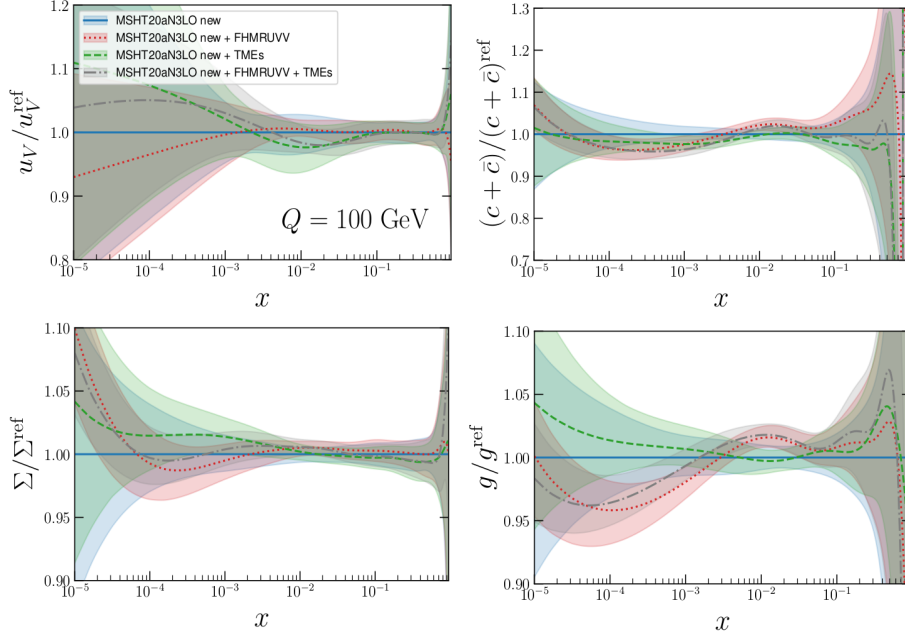 MSHT20aN3LO new
MSHT20aN3LO new + FHMRUVV
MSHT20aN3LO new + TMEs
MSHT20aN3LO new + FHMRUVV + TMEs
u_V/u_V^ref
1.2
1.1
1.0
0.9
0.8
Q = 100 GeV
10⁻⁵ 10⁻⁴ 10⁻³ 10⁻² 10⁻¹
x
(c + c̄)/(c + c̄)^ref
1.3
1.2
1.1
1.0
0.9
0.8
0.7
10⁻⁵ 10⁻⁴ 10⁻³ 10⁻² 10⁻¹
x
Σ/Σ^ref
1.10
1.05
1.00
0.95
0.90
10⁻⁵ 10⁻⁴ 10⁻³ 10⁻² 10⁻¹
x
g/g^ref
1.10
1.05
1.00
0.95
0.90
10⁻⁵ 10⁻⁴ 10⁻³ 10⁻² 10⁻¹
x